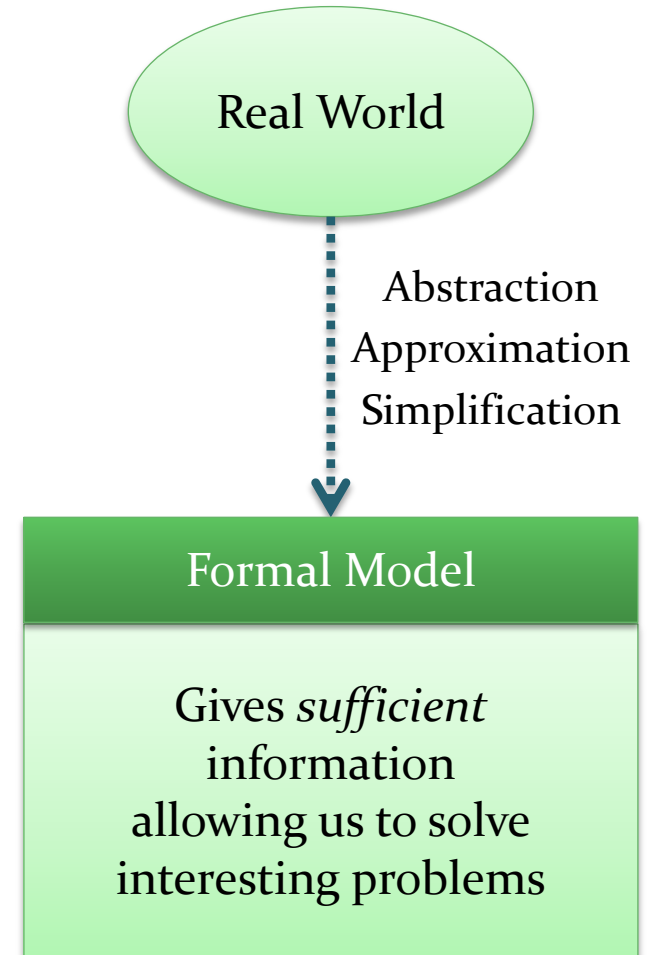 Real World
Abstraction
Approximation
Simplification
Formal Model
Gives sufficient
information
allowing us to solve
interesting problems